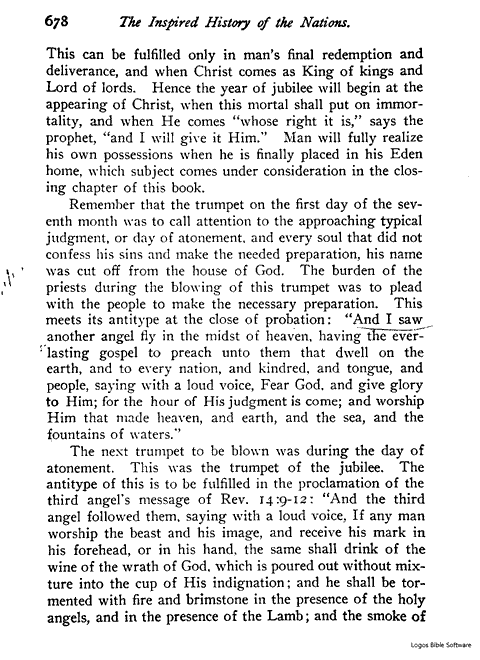 678 The Inspired History of the Nations.
This can be fulfilled only in man's final redemption and
deliverance, and when Christ comes as King of kings and
Lord of lords. Hence the year of jubilee will begin at the
appearing of Christ, when this mortal shall put on immor-
tality, and when He comes "whose right it is," says the
prophet, "and I will give it Him." Man will fully realize
his own possessions when he is finally placed in his Eden
home, which subject comes under consideration in the clos-
ing chapter of this book.
Remember that the trumpet on the first day of the sev-
enth month was to call attention to the approaching typical
judgment, or day of atonement, and every soul that did not
confess his sins and make the needed preparation, his name
was cut off from the house of God. The burden of the
priests during the blowing of this trumpet was to plead
with the people to make the necessary preparation. This
meets its antitype at the close of probation: "And I saw
another angel fly in the midst of heaven, having the ever-
lasting gospel to preach unto them that dwell on the
earth, and to every nation, and kindred, and tongue, and
people, saying with a loud voice, Fear God, and give glory
to Him; for the hour of His judgment is come; and worship
Him that made heaven, and earth, and the sea, and the
fountains of waters."
The next trumpet to be blown was during the day of
atonement. This was the trumpet of the jubilee. The
antitype of this is to be fulfilled in the proclamation of the
third angel's message of Rev. 14:9-12: "And the third
angel followed them, saying with a loud voice, If any man
worship the beast and his image, and receive his mark in
his forehead, or in his hand, the same shall drink of the
wine of the wrath of God, which is poured out without mix-
ture into the cup of His indignation; and he shall be tor-
mented with fire and brimstone in the presence of the holy
angels, and in the presence of the Lamb; and the smoke of
Logos Bible Software